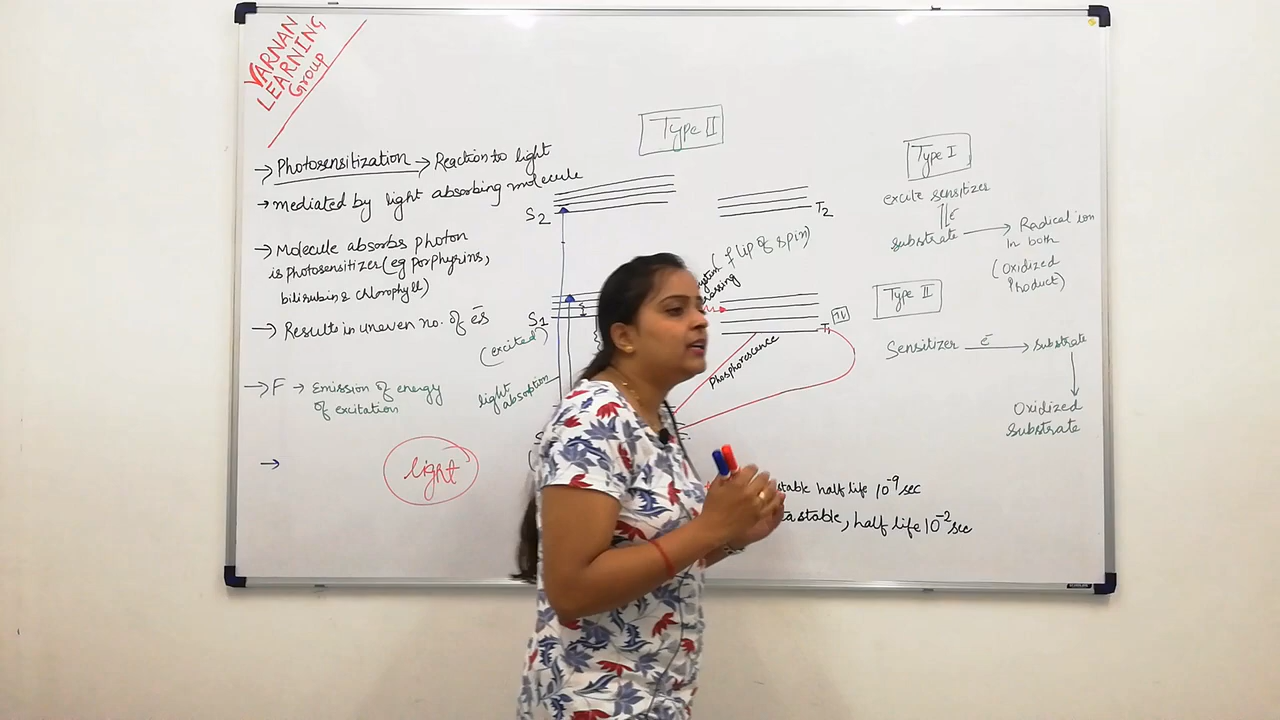 VARNAN
LEARNING
Group
→ Photosensitization → Reaction to light
→ mediated by light absorbing molecule
→ Molecule absorbs photon
is photosensitizer (eg porphyrins,
bilirubin & chlorophyll)
→ Results in uneven no. of ēs
→ F → Emission of energy
of excitation
→
light
Type II
S2
T2
(flip of spin)
crossing
S1
(excited)
T1
Phosphorescence
light
absorption
stable half life 10⁻⁹ sec
stable, half life 10⁻² sec
Type I
excite sensitizer
ē
substrate → Radical ion
in both
(Oxidized
Product)
Type II
Sensitizer ē → substrate
Oxidized
substrate